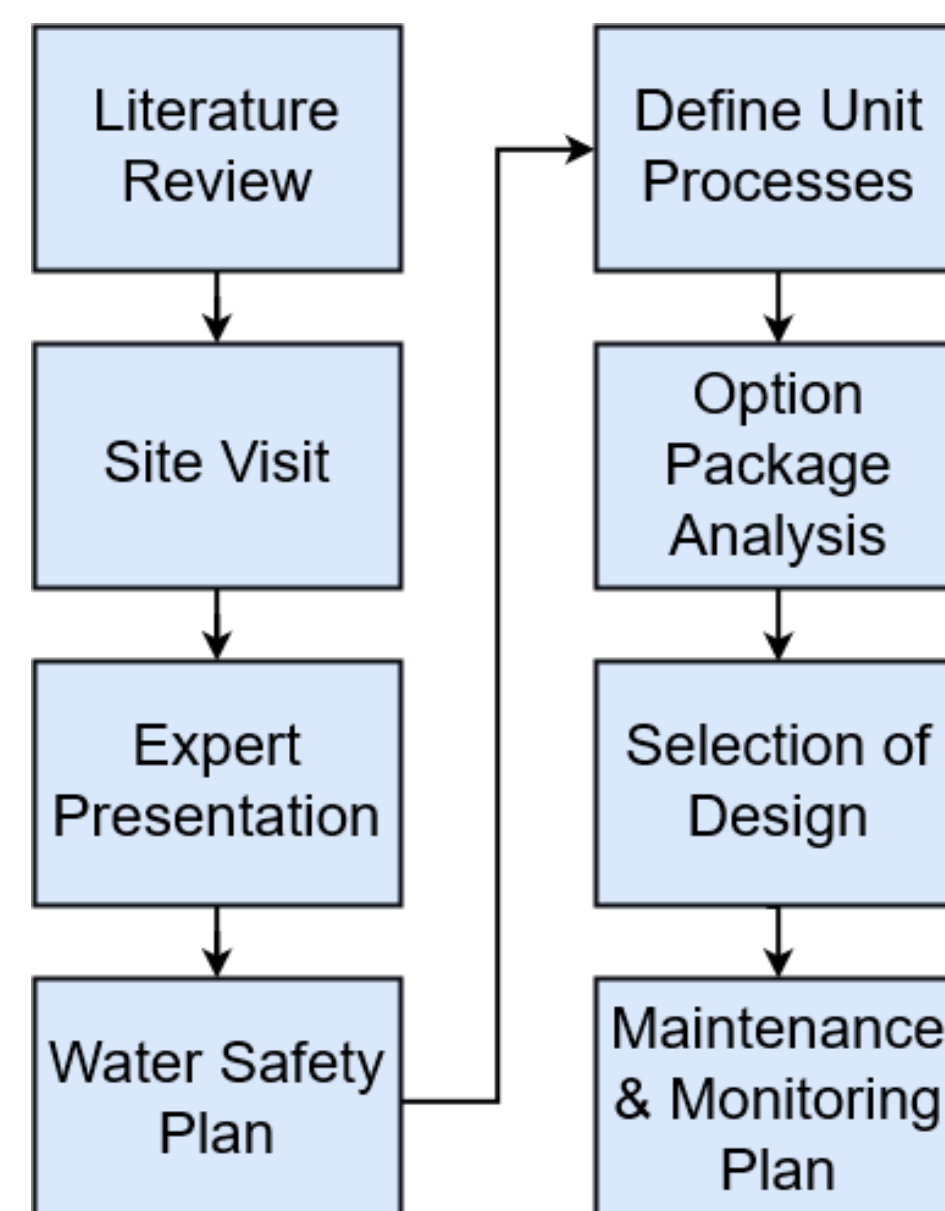 Literature
Review
Site Visit
Expert
Presentation
Water Safety
Plan
Define Unit
Processes
Option
Package
Analysis
Selection of
Design
Maintenance
& Monitoring
Plan